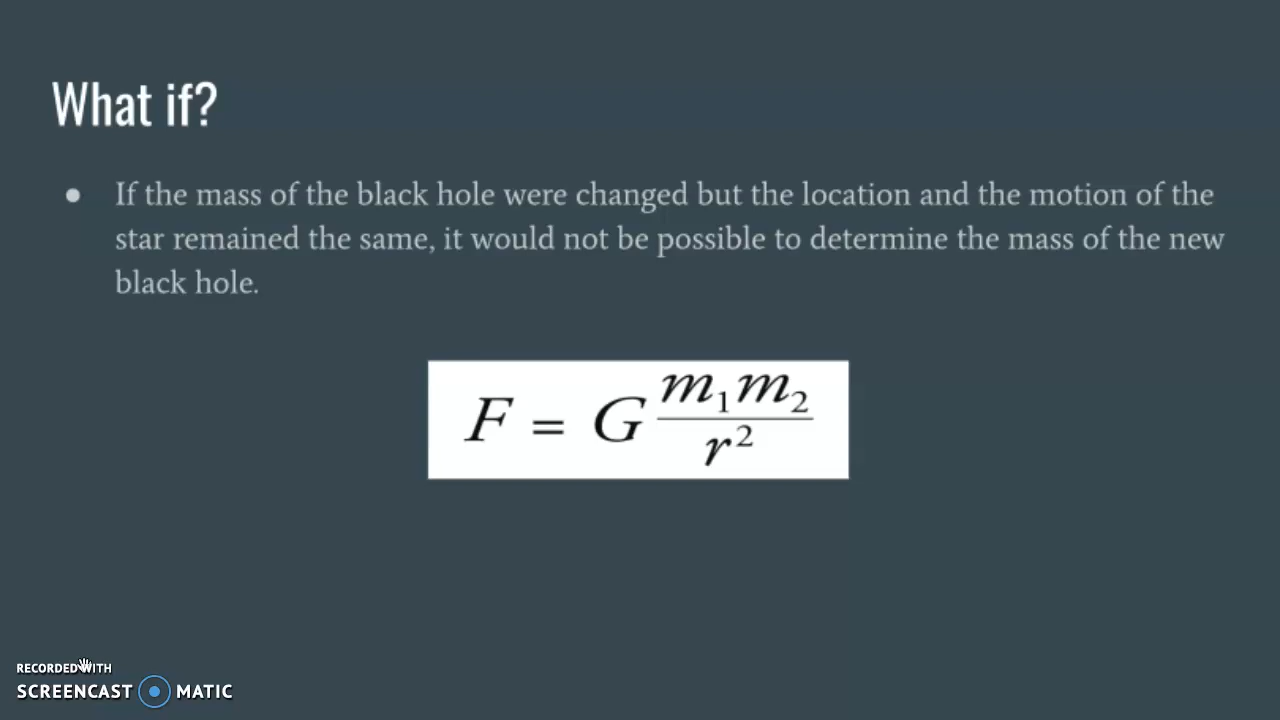 What if?
● If the mass of the black hole were changed but the location and the motion of the
star remained the same, it would not be possible to determine the mass of the new
black hole.
F = G m₁m₂ / r²
RECORDED WITH
SCREENCAST MATIC